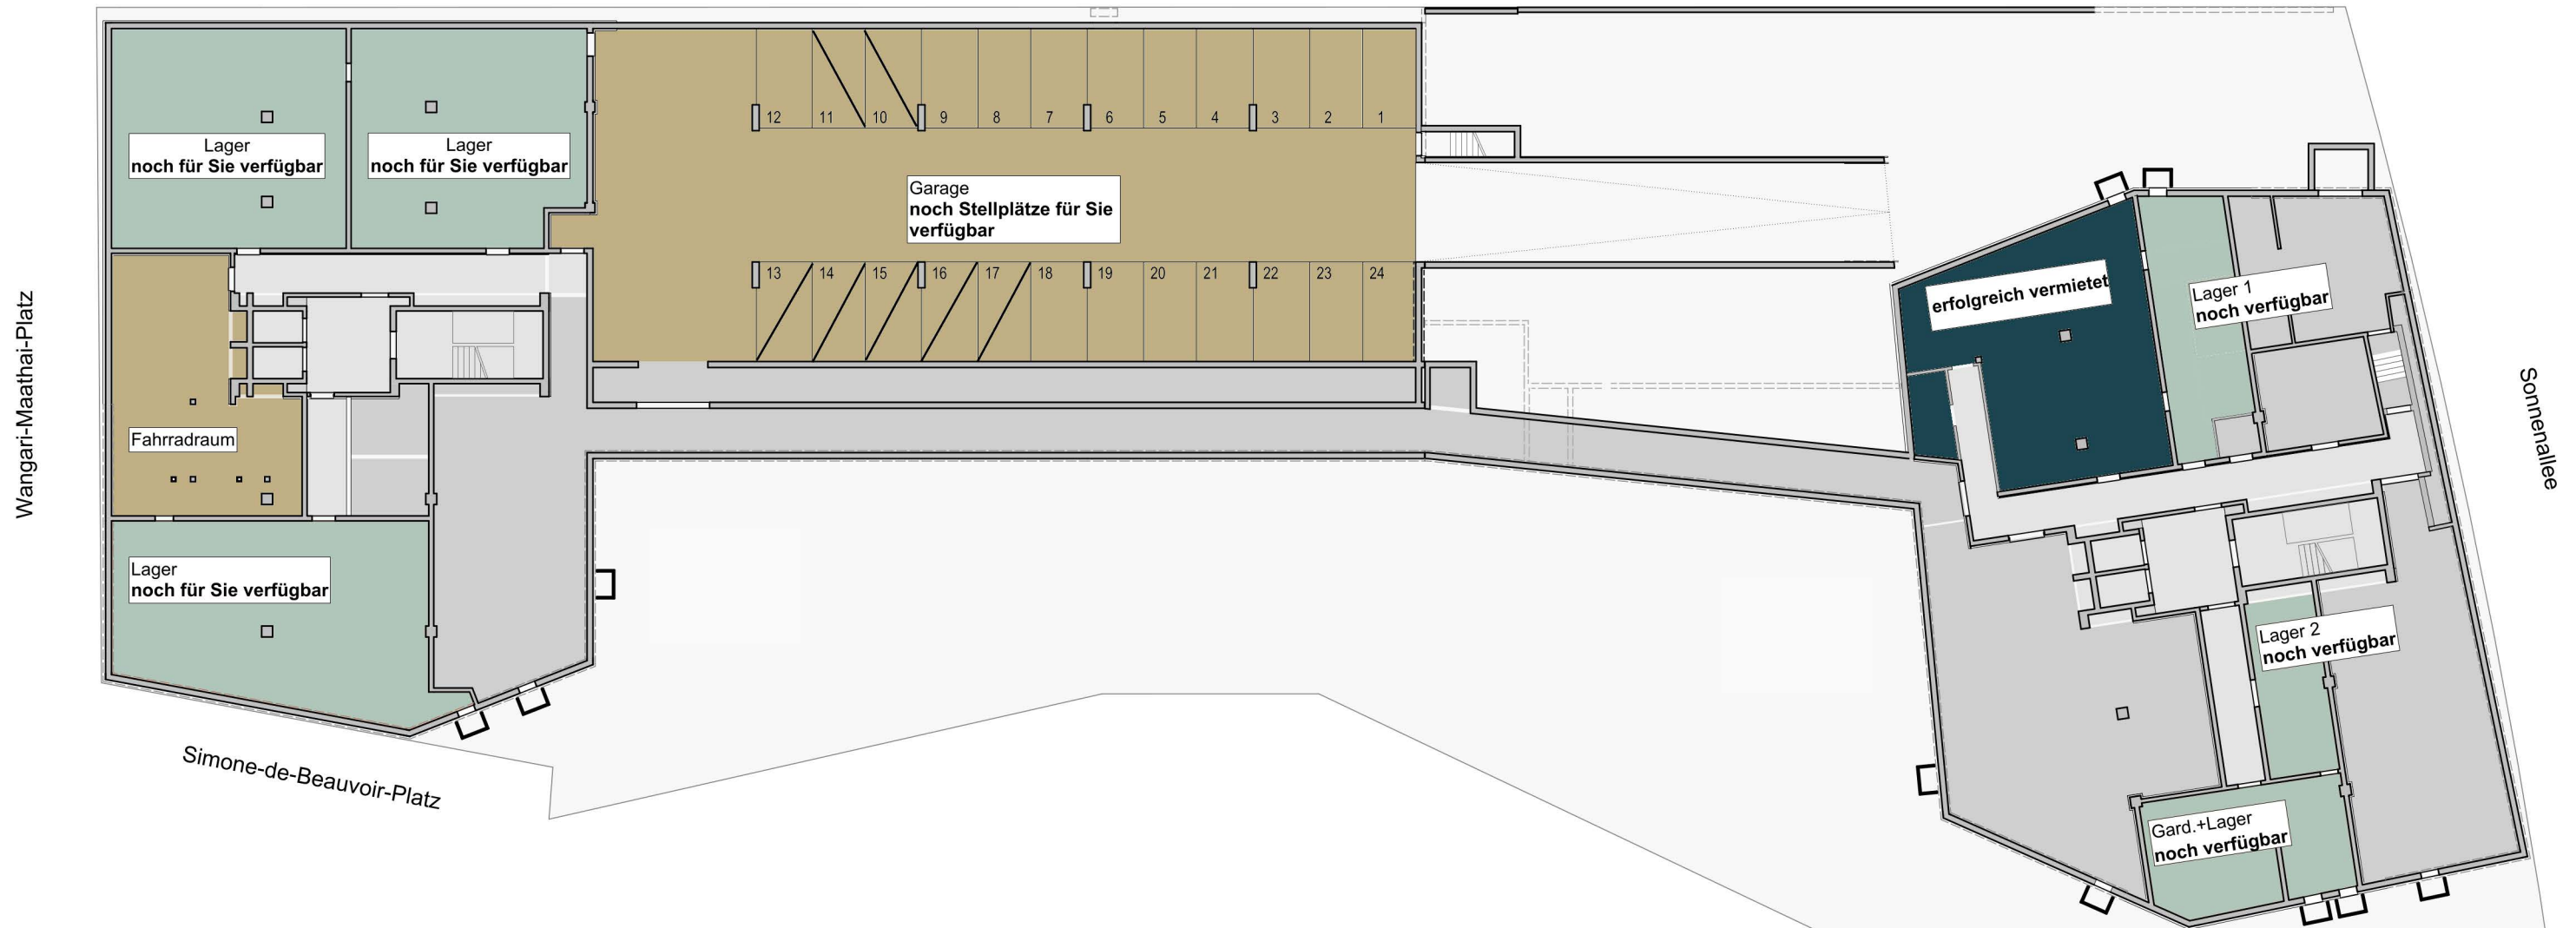 Lager
noch für Sie verfügbar
Lager
noch für Sie verfügbar
12 11 10 9 8 7 6 5 4 3 2 1
Garage
noch Stellplätze für Sie
verfügbar
13 14 15 16 17 18 19 20 21 22 23 24
Wangari-Maathai-Platz
Fahrradraum
Lager
noch für Sie verfügbar
Simone-de-Beauvoir-Platz
erfolgreich vermietet
Lager 1
noch verfügbar
Sonnenallee
Lager 2
noch verfügbar
Gard.+Lager
noch verfügbar